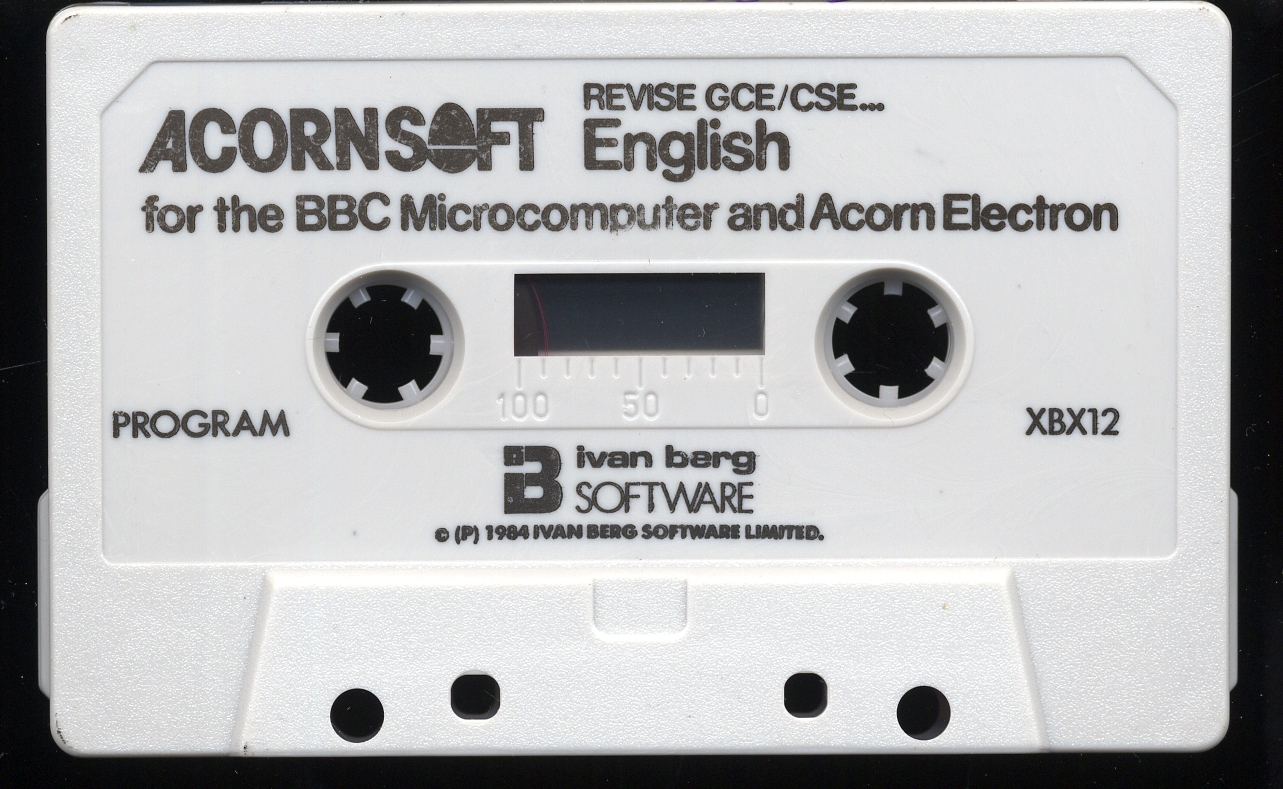 REVISE GCE/CSE...
ACORNSOFT English
for the BBC Microcomputer and Acorn Electron
100 50 0
PROGRAM XBX12
B ivan berg
SOFTWARE
© (P) 1984 IVAN BERG SOFTWARE LIMITED.